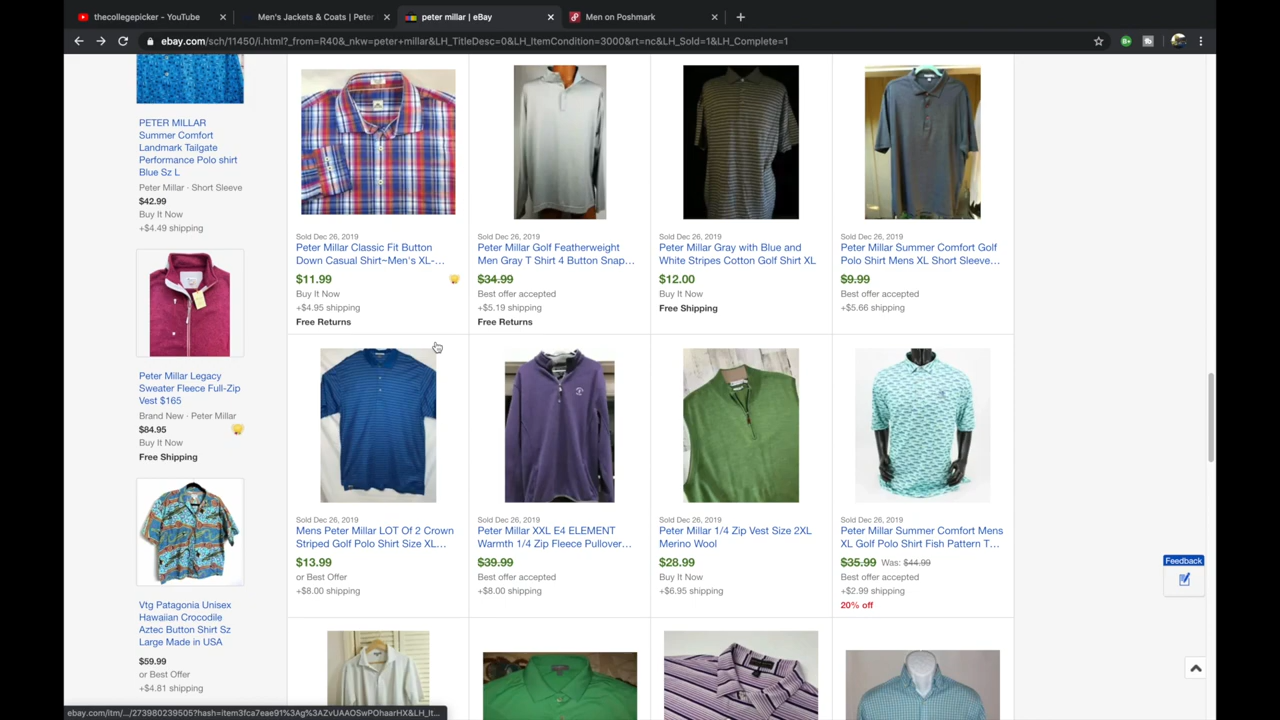 thecollegepicker - YouTube
Men's Jackets & Coats | Peter
peter millar | eBay
Men on Poshmark
ebay.com/sch/11450/i.html?_from=R40&_nkw=peter+millar&LH_TitleDesc=0&LH_ItemCondition=3000&rt=nc&LH_Sold=1&LH_Complete=1
PETER MILLAR
Summer Comfort
Landmark Tailgate
Performance Polo shirt
Blue Sz L
Peter Millar · Short Sleeve
$42.99
Buy It Now
+$4.49 shipping
Peter Millar Legacy
Sweater Fleece Full-Zip
Vest $165
Brand New · Peter Millar
$84.95
Buy It Now
Free Shipping
Vtg Patagonia Unisex
Hawaiian Crocodile
Aztec Button Shirt Sz
Large Made in USA
$59.99
or Best Offer
+$4.81 shipping
Sold Dec 26, 2019
Peter Millar Classic Fit Button
Down Casual Shirt~Men's XL-...
$11.99
Buy It Now
+$4.95 shipping
Free Returns
Sold Dec 26, 2019
Peter Millar Golf Featherweight
Men Gray T Shirt 4 Button Snap...
$34.99
Best offer accepted
+$5.19 shipping
Free Returns
Sold Dec 26, 2019
Peter Millar Gray with Blue and
White Stripes Cotton Golf Shirt XL
$12.00
Buy It Now
Free Shipping
Sold Dec 26, 2019
Peter Millar Summer Comfort Golf
Polo Shirt Mens XL Short Sleeve...
$9.99
Best offer accepted
+$5.66 shipping
Sold Dec 26, 2019
Mens Peter Millar LOT Of 2 Crown
Striped Golf Polo Shirt Size XL...
$13.99
or Best Offer
+$8.00 shipping
Sold Dec 26, 2019
Peter Millar XXL E4 ELEMENT
Warmth 1/4 Zip Fleece Pullover...
$39.99
Best offer accepted
+$8.00 shipping
Sold Dec 26, 2019
Peter Millar 1/4 Zip Vest Size 2XL
Merino Wool
$28.99
Buy It Now
+$6.95 shipping
Sold Dec 26, 2019
Peter Millar Summer Comfort Mens
XL Golf Polo Shirt Fish Pattern T...
$35.99 Was: $44.99
Best offer accepted
+$2.99 shipping
20% off
Feedback
ebay.com/itm/.../273980239505?hash=item3fca7eae91%3Ag%3AZvUAAOSwPOhaarHX&LH_It...